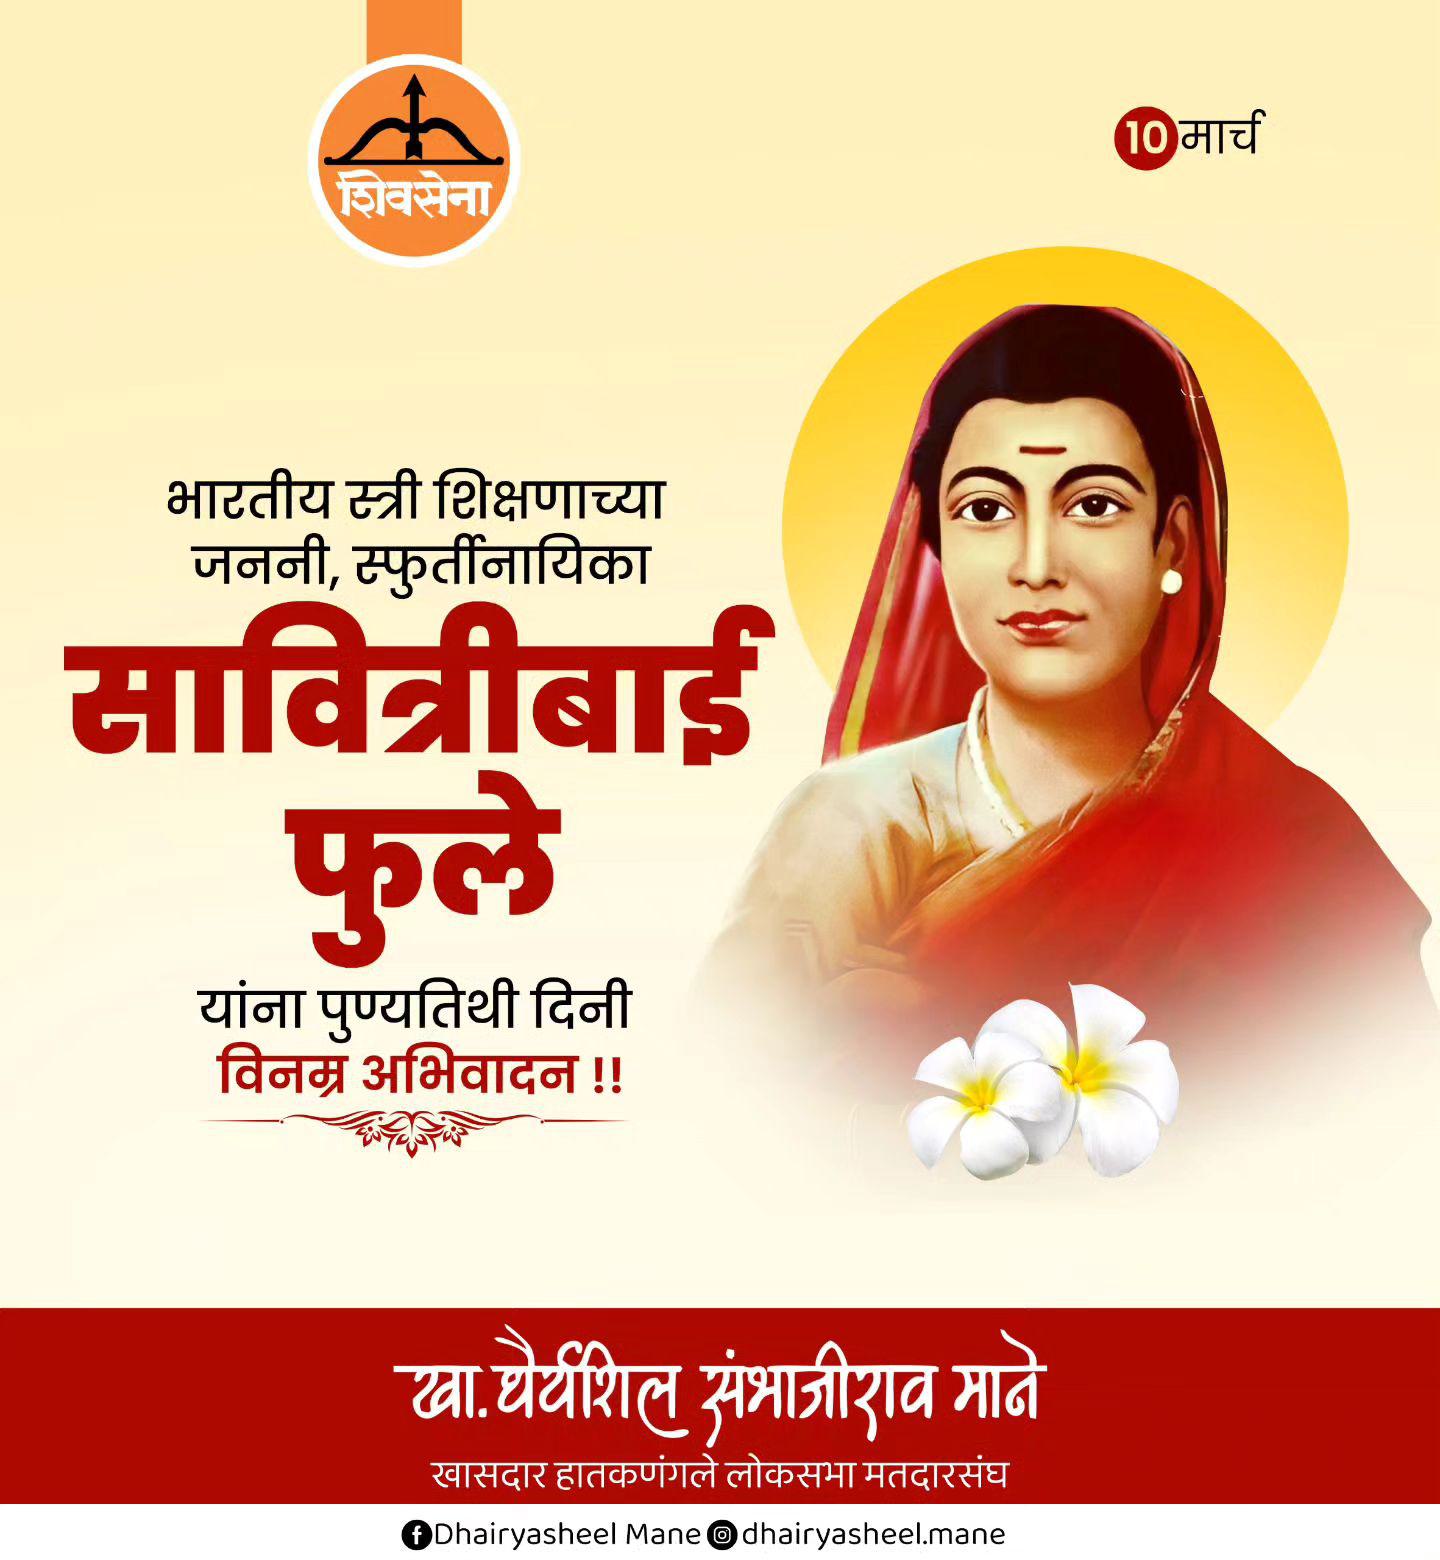 शिवसेना
10 मार्च
भारतीय स्त्री शिक्षणाच्या
जननी, स्फुर्तीनायिका
सावित्रीबाई
फुले
यांना पुण्यतिथी दिनी
विनम्र अभिवादन !!
खा. धैर्यशिल संभाजीराव माने
खासदार हातकणंगले लोकसभा मतदारसंघ
Dhairyasheel Mane dhairyasheel.mane